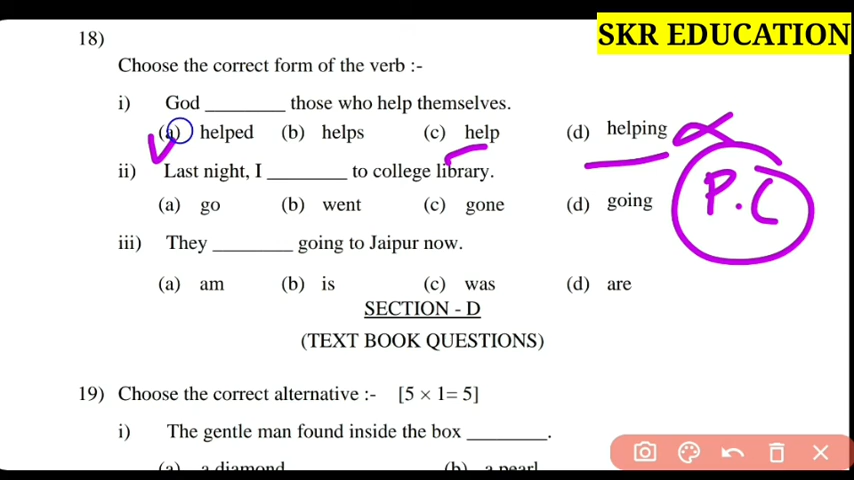 SKR EDUCATION
18)
Choose the correct form of the verb :-
i) God ________ those who help themselves.
(a) helped (b) helps (c) help (d) helping
ii) Last night, I ________ to college library.
(a) go (b) went (c) gone (d) going
P.C
iii) They ________ going to Jaipur now.
(a) am (b) is (c) was (d) are
SECTION - D
(TEXT BOOK QUESTIONS)
19) Choose the correct alternative :- [5 × 1= 5]
i) The gentle man found inside the box ________.
(a) a diamond (b) a pearl